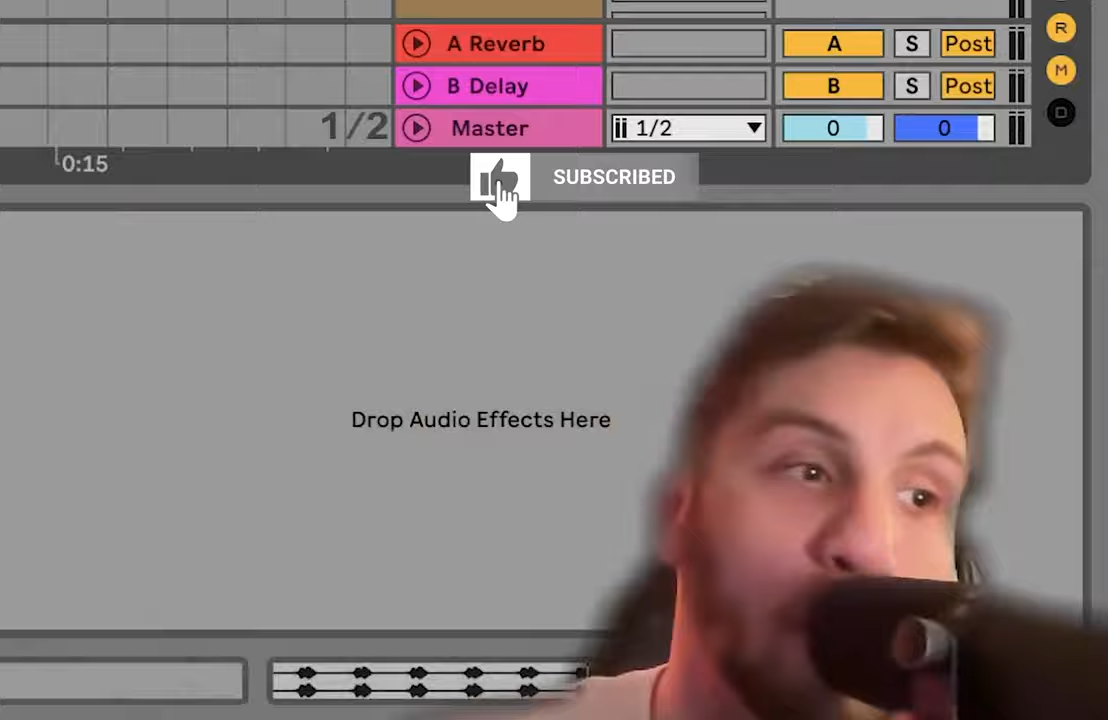 A Reverb A S Post R
B Delay B S Post M
1/2 Master 1/2 0 0 D
0:15
SUBSCRIBED
Drop Audio Effects Here